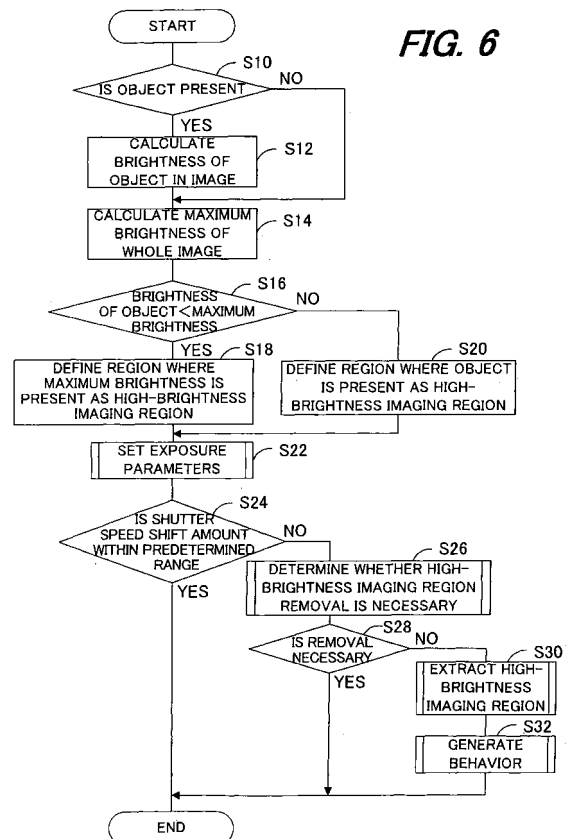 START
FIG. 6
S10
IS OBJECT PRESENT
NO
YES
CALCULATE
BRIGHTNESS OF
OBJECT IN IMAGE
S12
CALCULATE MAXIMUM
BRIGHTNESS OF
WHOLE IMAGE
S14
S16
BRIGHTNESS
OF OBJECT<MAXIMUM
BRIGHTNESS
NO
YES
S18
DEFINE REGION WHERE
MAXIMUM BRIGHTNESS IS
PRESENT AS HIGH-BRIGHTNESS
IMAGING REGION
S20
DEFINE REGION WHERE OBJECT
IS PRESENT AS HIGH-
BRIGHTNESS IMAGING REGION
SET EXPOSURE
PARAMETERS
S22
S24
IS SHUTTER
SPEED SHIFT AMOUNT
WITHIN PREDETERMINED
RANGE
NO
YES
S26
DETERMINE WHETHER HIGH-
BRIGHTNESS IMAGING REGION
REMOVAL IS NECESSARY
S28
IS REMOVAL
NECESSARY
NO
YES
S30
EXTRACT HIGH-
BRIGHTNESS
IMAGING REGION
S32
GENERATE
BEHAVIOR
END